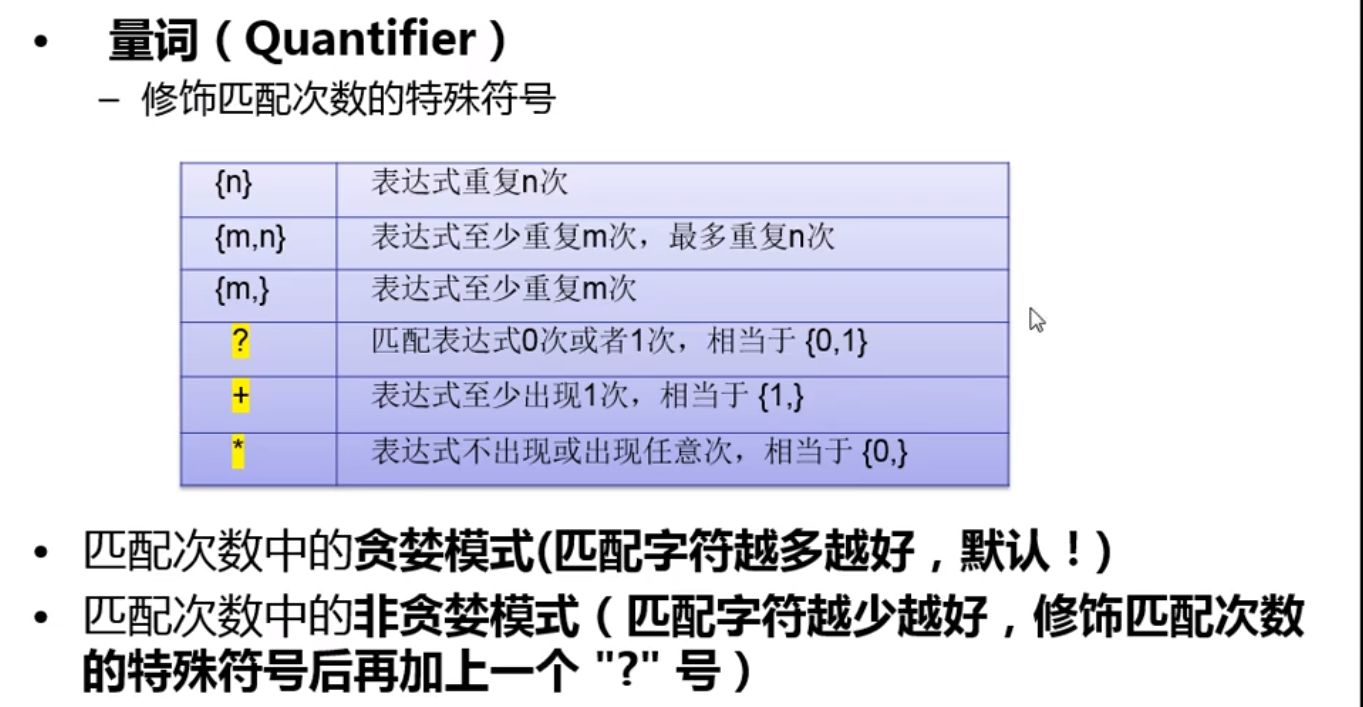 • 量词（Quantifier）
– 修饰匹配次数的特殊符号
{n} 表达式重复n次
{m,n} 表达式至少重复m次，最多重复n次
{m,} 表达式至少重复m次
? 匹配表达式0次或者1次，相当于 {0,1}
+ 表达式至少出现1次，相当于 {1,}
* 表达式不出现或出现任意次，相当于 {0,}
• 匹配次数中的贪婪模式(匹配字符越多越好，默认！)
• 匹配次数中的非贪婪模式（匹配字符越少越好，修饰匹配次数
的特殊符号后再加上一个 "?" 号）